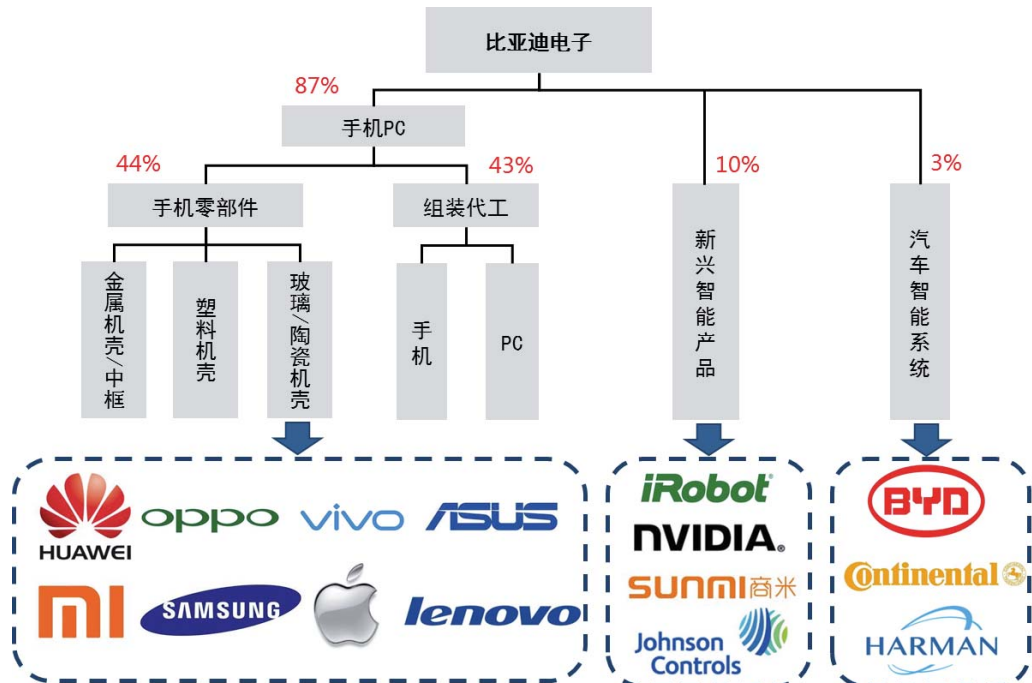 比亚迪电子
87%
手机PC
44%
43%
10%
3%
手机零部件
组装代工
新兴智能产品
汽车智能系统
金属机壳/中框
塑料机壳
玻璃/陶瓷机壳
手机
PC
HUAWEI
oppo
vivo
ASUS
iRobot
NVIDIA.
BYD
MI
SAMSUNG
lenovo
SUNMI商米
Johnson
Controls
Continental
HARMAN